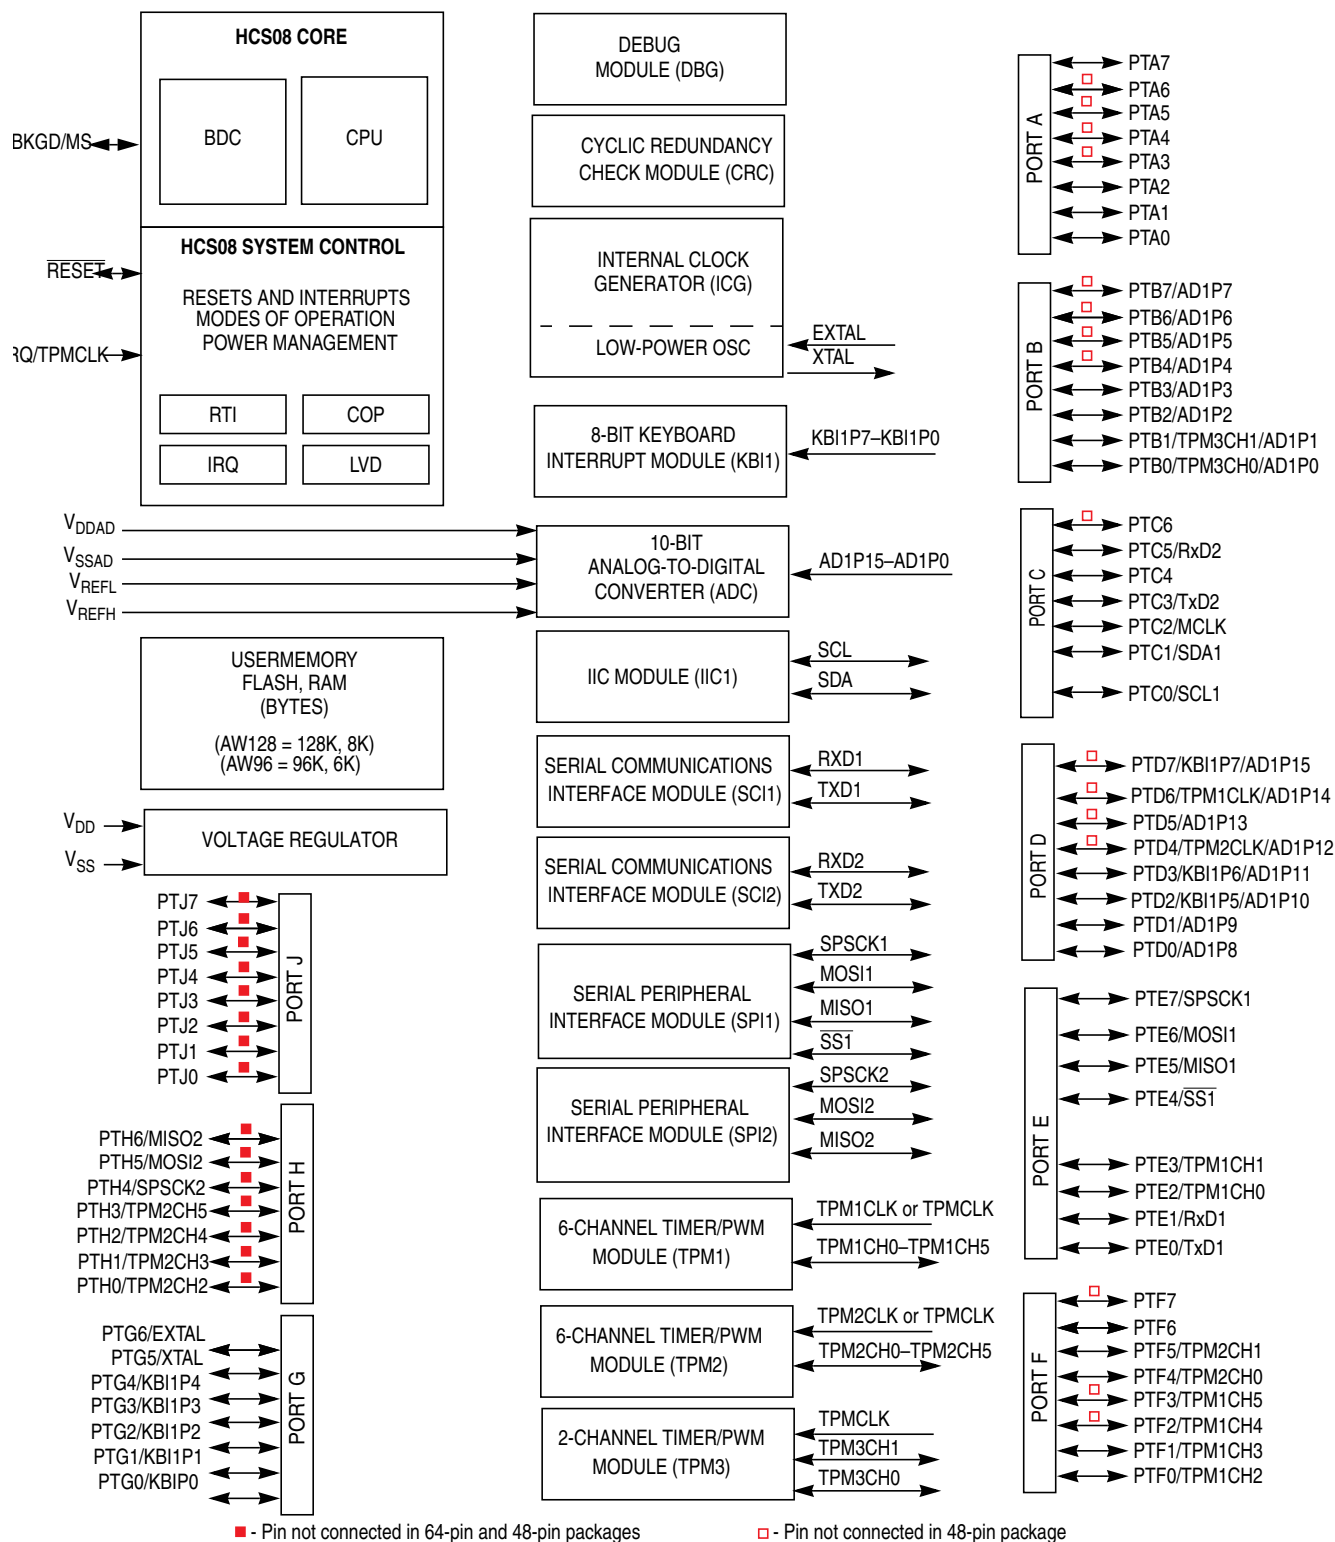 HCS08 CORE
BDC
CPU
BKGD/MS
HCS08 SYSTEM CONTROL
RESETS AND INTERRUPTS
MODES OF OPERATION
POWER MANAGEMENT
RESET
RQ/TPMCLK
RTI
COP
IRQ
LVD
VDDAD
VSSAD
VREFL
VREFH
USERMEMORY
FLASH, RAM
(BYTES)
(AW128 = 128K, 8K)
(AW96 = 96K, 6K)
VDD
VSS
VOLTAGE REGULATOR
PTJ7
PTJ6
PTJ5
PTJ4
PTJ3
PTJ2
PTJ1
PTJ0
PORT J
PTH6/MISO2
PTH5/MOSI2
PTH4/SPSCK2
PTH3/TPM2CH5
PTH2/TPM2CH4
PTH1/TPM2CH3
PTH0/TPM2CH2
PORT H
PTG6/EXTAL
PTG5/XTAL
PTG4/KBI1P4
PTG3/KBI1P3
PTG2/KBI1P2
PTG1/KBI1P1
PTG0/KBIP0
PORT G
DEBUG
MODULE (DBG)
CYCLIC REDUNDANCY
CHECK MODULE (CRC)
INTERNAL CLOCK
GENERATOR (ICG)
LOW-POWER OSC
EXTAL
XTAL
8-BIT KEYBOARD
INTERRUPT MODULE (KBI1)
KBI1P7–KBI1P0
10-BIT
ANALOG-TO-DIGITAL
CONVERTER (ADC)
AD1P15–AD1P0
IIC MODULE (IIC1)
SCL
SDA
SERIAL COMMUNICATIONS
INTERFACE MODULE (SCI1)
RXD1
TXD1
SERIAL COMMUNICATIONS
INTERFACE MODULE (SCI2)
RXD2
TXD2
SERIAL PERIPHERAL
INTERFACE MODULE (SPI1)
SPSCK1
MOSI1
MISO1
SS1
SERIAL PERIPHERAL
INTERFACE MODULE (SPI2)
SPSCK2
MOSI2
MISO2
6-CHANNEL TIMER/PWM
MODULE (TPM1)
TPM1CLK or TPMCLK
TPM1CH0–TPM1CH5
6-CHANNEL TIMER/PWM
MODULE (TPM2)
TPM2CLK or TPMCLK
TPM2CH0–TPM2CH5
2-CHANNEL TIMER/PWM
MODULE (TPM3)
TPMCLK
TPM3CH1
TPM3CH0
PORT A
PTA7
PTA6
PTA5
PTA4
PTA3
PTA2
PTA1
PTA0
PORT B
PTB7/AD1P7
PTB6/AD1P6
PTB5/AD1P5
PTB4/AD1P4
PTB3/AD1P3
PTB2/AD1P2
PTB1/TPM3CH1/AD1P1
PTB0/TPM3CH0/AD1P0
PORT C
PTC6
PTC5/RxD2
PTC4
PTC3/TxD2
PTC2/MCLK
PTC1/SDA1
PTC0/SCL1
PORT D
PTD7/KBI1P7/AD1P15
PTD6/TPM1CLK/AD1P14
PTD5/AD1P13
PTD4/TPM2CLK/AD1P12
PTD3/KBI1P6/AD1P11
PTD2/KBI1P5/AD1P10
PTD1/AD1P9
PTD0/AD1P8
PORT E
PTE7/SPSCK1
PTE6/MOSI1
PTE5/MISO1
PTE4/SS1
PTE3/TPM1CH1
PTE2/TPM1CH0
PTE1/RxD1
PTE0/TxD1
PORT F
PTF7
PTF6
PTF5/TPM2CH1
PTF4/TPM2CH0
PTF3/TPM1CH5
PTF2/TPM1CH4
PTF1/TPM1CH3
PTF0/TPM1CH2
- Pin not connected in 64-pin and 48-pin packages
- Pin not connected in 48-pin package